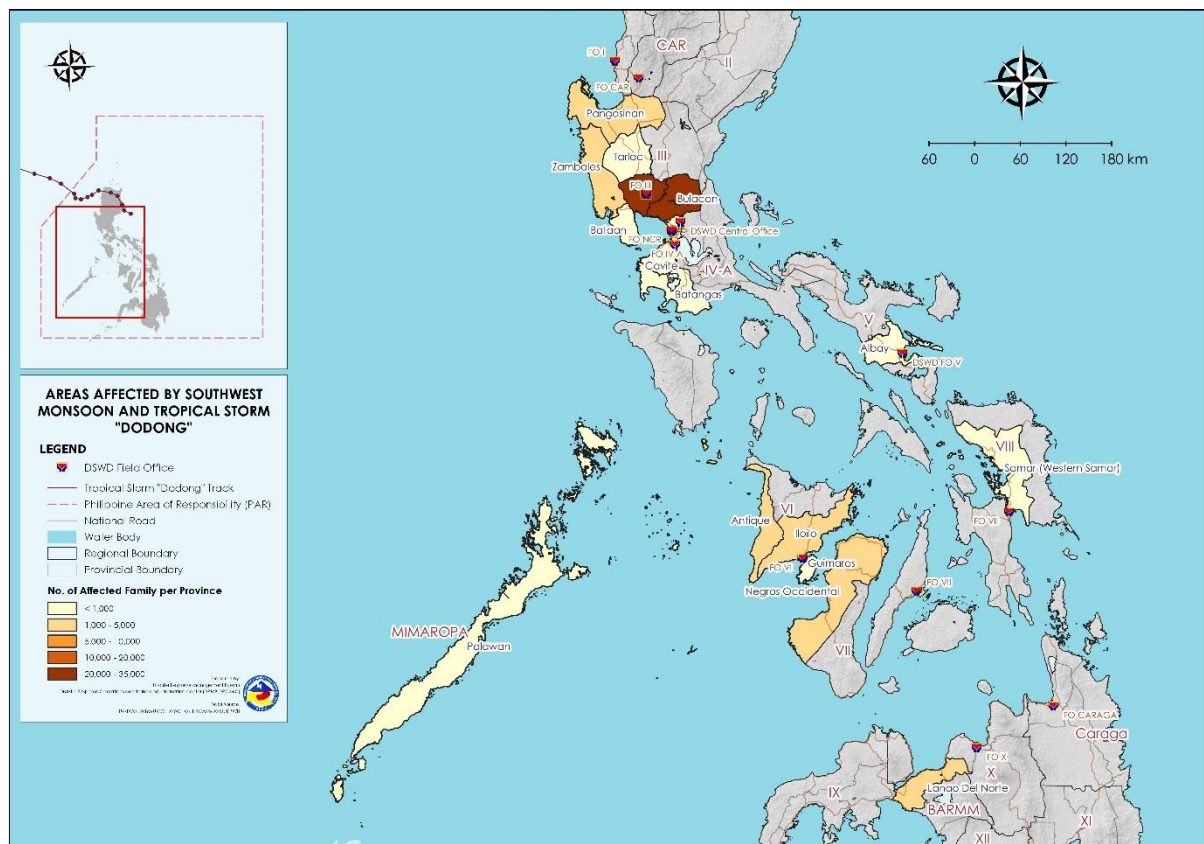 AREAS AFFECTED BY SOUTHWEST
MONSOON AND TROPICAL STORM
"DODONG"
LEGEND
DSWD Field Office
Tropical Storm "Dodong" Track
Philippine Area of Responsibility (PAR)
National Road
Water Body
Regional Boundary
Provincial Boundary
No. of Affected Family per Province
< 1,000
1,000 - 5,000
5,000 - 10,000
10,000 - 20,000
20,000 - 35,000
60 0 60 120 180 km
FO I
CAR
II
FO CAR
Pangasinan
Tarlac
III
Zambales
FO III
Bulacan
Bataan
DSWD Central Office
FO NCR
FO IV-A
Cavite
IV-A
Batangas
V
Albay
DSWD FO V
VIII
Samar (Western Samar)
VI
Antique
Iloilo
FO VI
Guimaras
Negros Occidental
FO VII
VII
MIMAROPA
Palawan
FO CARAGA
Caraga
FO X
X
Lanao Del Norte
IX
BARMM
XI
XII